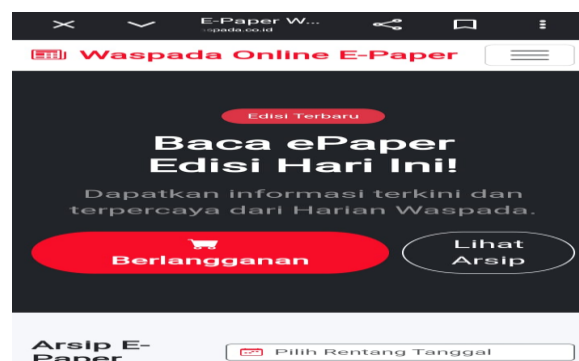 E-Paper W...
spada.co.id
Waspada Online E-Paper
Edisi Terbaru
Baca ePaper
Edisi Hari Ini!
Dapatkan informasi terkini dan
terpercaya dari Harian Waspada.
Berlangganan
Lihat
Arsip
Arsip E-
Paper
Pilih Rentang Tanggal